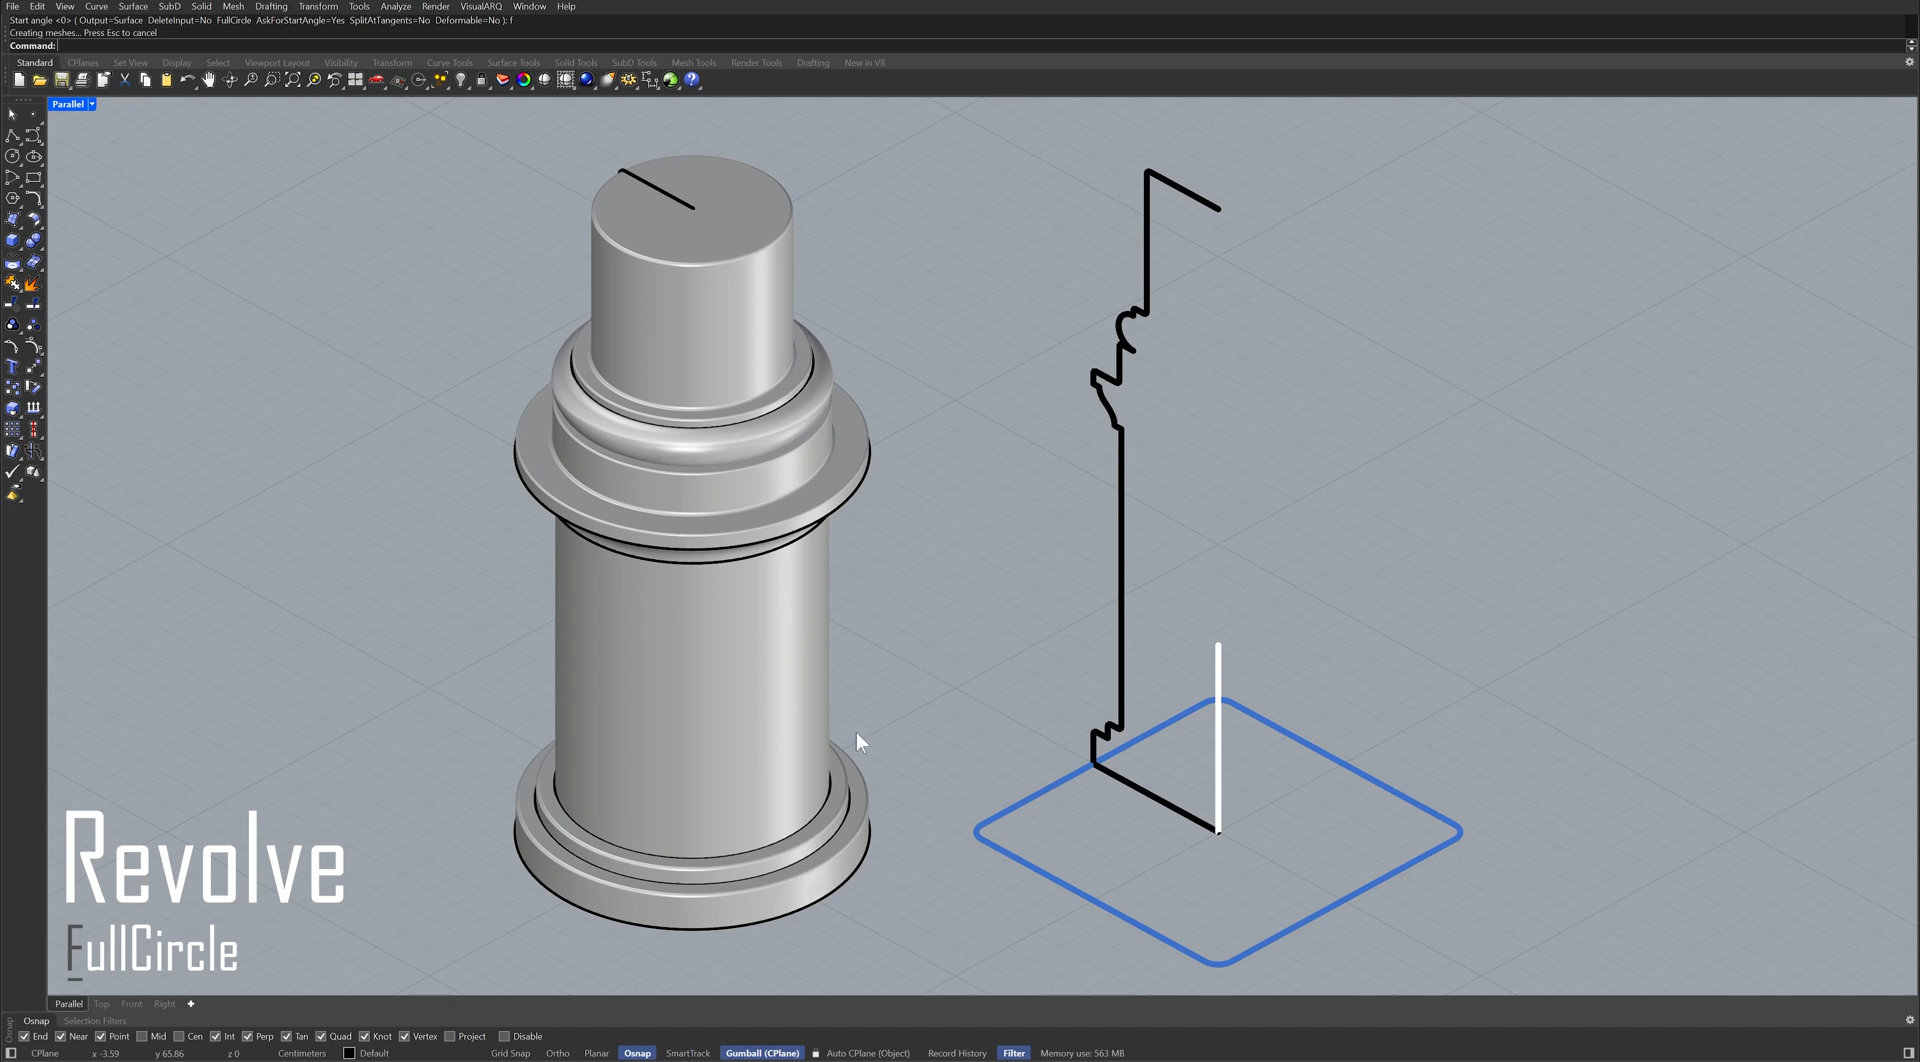 File Edit View Curve Surface SubD Solid Mesh Drafting Transform Tools Analyze Render VisualARQ Window Help
Start angle <0> ( Output=Surface DeleteInput=No FullCircle AskForStartAngle=Yes SplitAtTangents=No Deformable=No ): f
Creating meshes... Press Esc to cancel
Command:
Standard CPlanes Set View Display Select Viewport Layout Visibility Transform Curve Tools Surface Tools Solid Tools SubD Tools Mesh Tools Render Tools Drafting New in V8
Parallel
Revolve
FullCircle
Parallel Top Front Right
Osnap Selection Filters
Osnap
End Near Point Mid Cen Int Perp Tan Quad Knot Vertex Project Disable
CPlane x -3.59 y 65.86 z 0 Centimeters Default Grid Snap Ortho Planar Osnap SmartTrack Gumball (CPlane) Auto CPlane (Object) Record History Filter Memory use: 563 MB